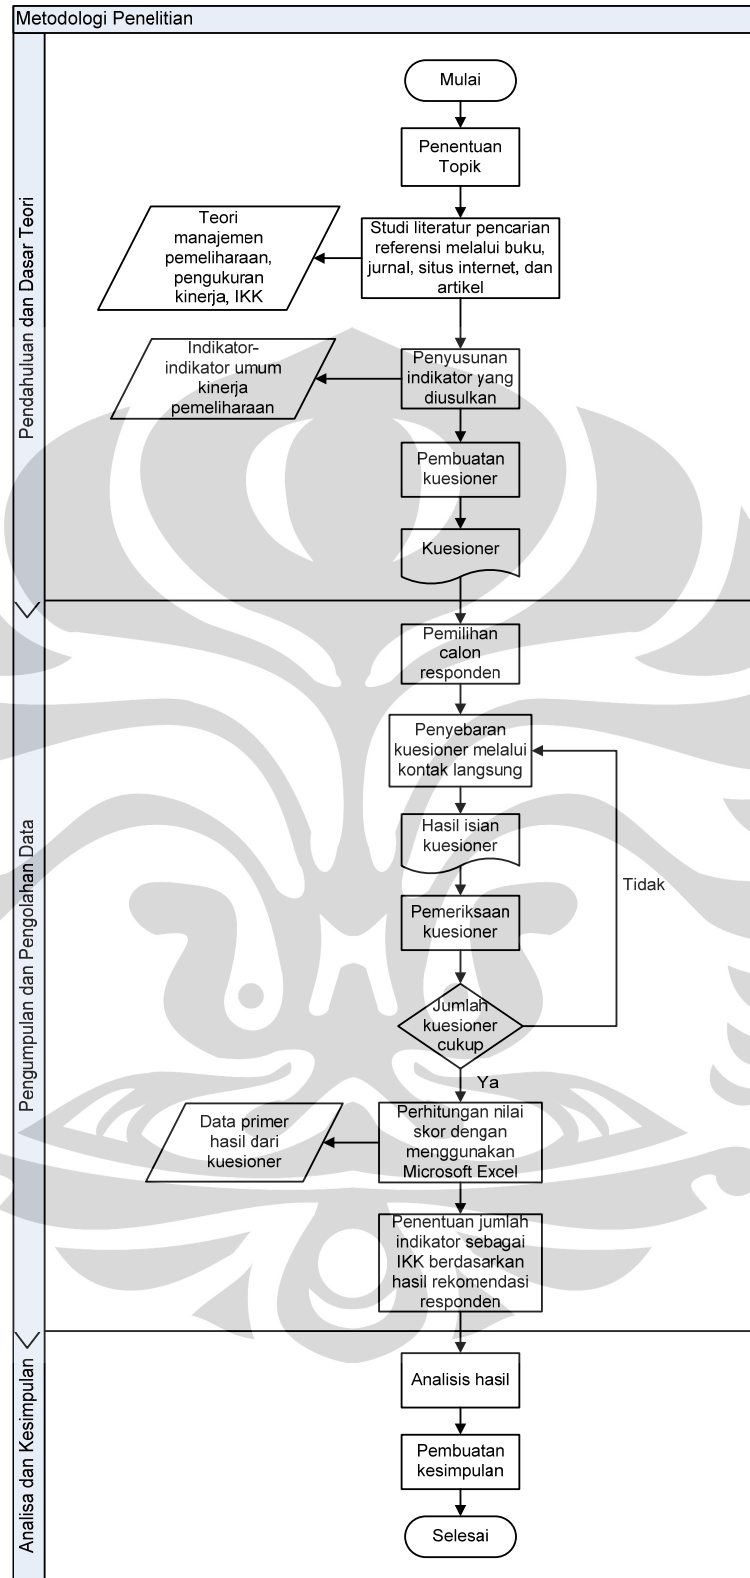 Metodologi Penelitian
Pendahuluan dan Dasar Teori
Mulai
Penentuan
Topik
Studi literatur pencarian
referensi melalui buku,
jurnal, situs internet, dan
artikel
Teori
manajemen
pemeliharaan,
pengukuran
kinerja, IKK
Penyusunan
indikator yang
diusulkan
Indikator-
indikator umum
kinerja
pemeliharaan
Pembuatan
kuesioner
Kuesioner
Pengumpulan dan Pengolahan Data
Pemilihan
calon
responden
Penyebaran
kuesioner melalui
kontak langsung
Hasil isian
kuesioner
Pemeriksaan
kuesioner
Jumlah
kuesioner
cukup
Tidak
Ya
Perhitungan nilai
skor dengan
menggunakan
Microsoft Excel
Data primer
hasil dari
kuesioner
Penentuan jumlah
indikator sebagai
IKK berdasarkan
hasil rekomendasi
responden
Analisa dan Kesimpulan
Analisis hasil
Pembuatan
kesimpulan
Selesai